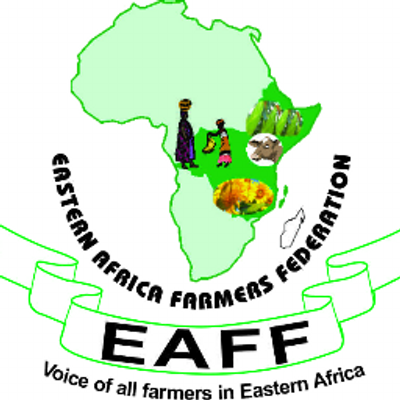 EASTERN AFRICA FARMERS FEDERATION
EAFF
Voice of all farmers in Eastern Africa